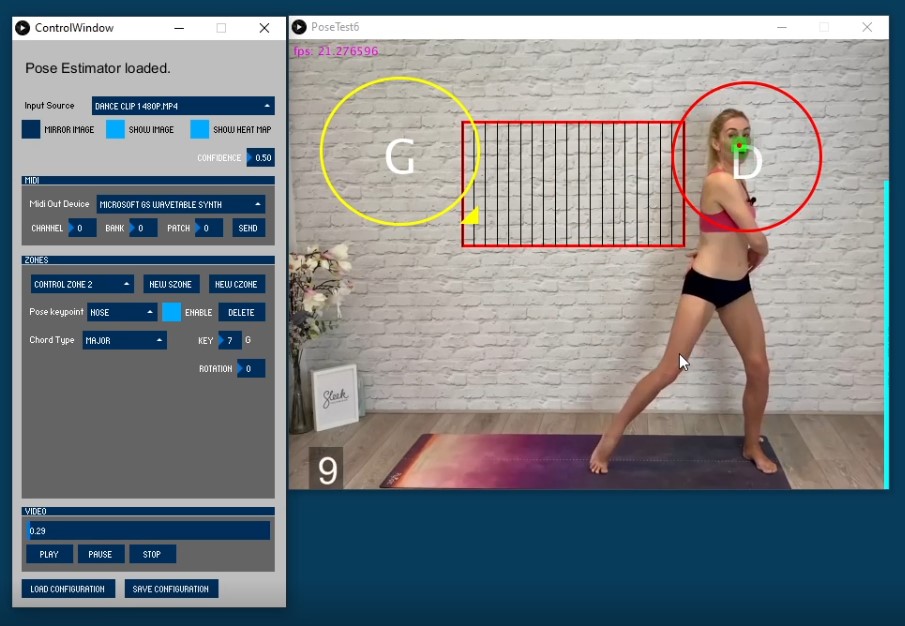 ControlWindow
Pose Estimator loaded.
Input Source DANCE CLIP 1 480P.MP4
MIRROR IMAGE SHOW IMAGE SHOW HEAT MAP
CONFIDENCE 0.50
MIDI
Midi Out Device MICROSOFT GS WAVETABLE SYNTH
CHANNEL 0 BANK 0 PATCH 0 SEND
ZONES
CONTROL ZONE 2 NEW SZONE NEW CZONE
Pose keypoint NOSE ENABLE DELETE
Chord Type MAJOR KEY 7 G
ROTATION 0
VIDEO
0.29
PLAY PAUSE STOP
LOAD CONFIGURATION SAVE CONFIGURATION
PoseTest6
fps: 21.276596
G
D
Sleek
9